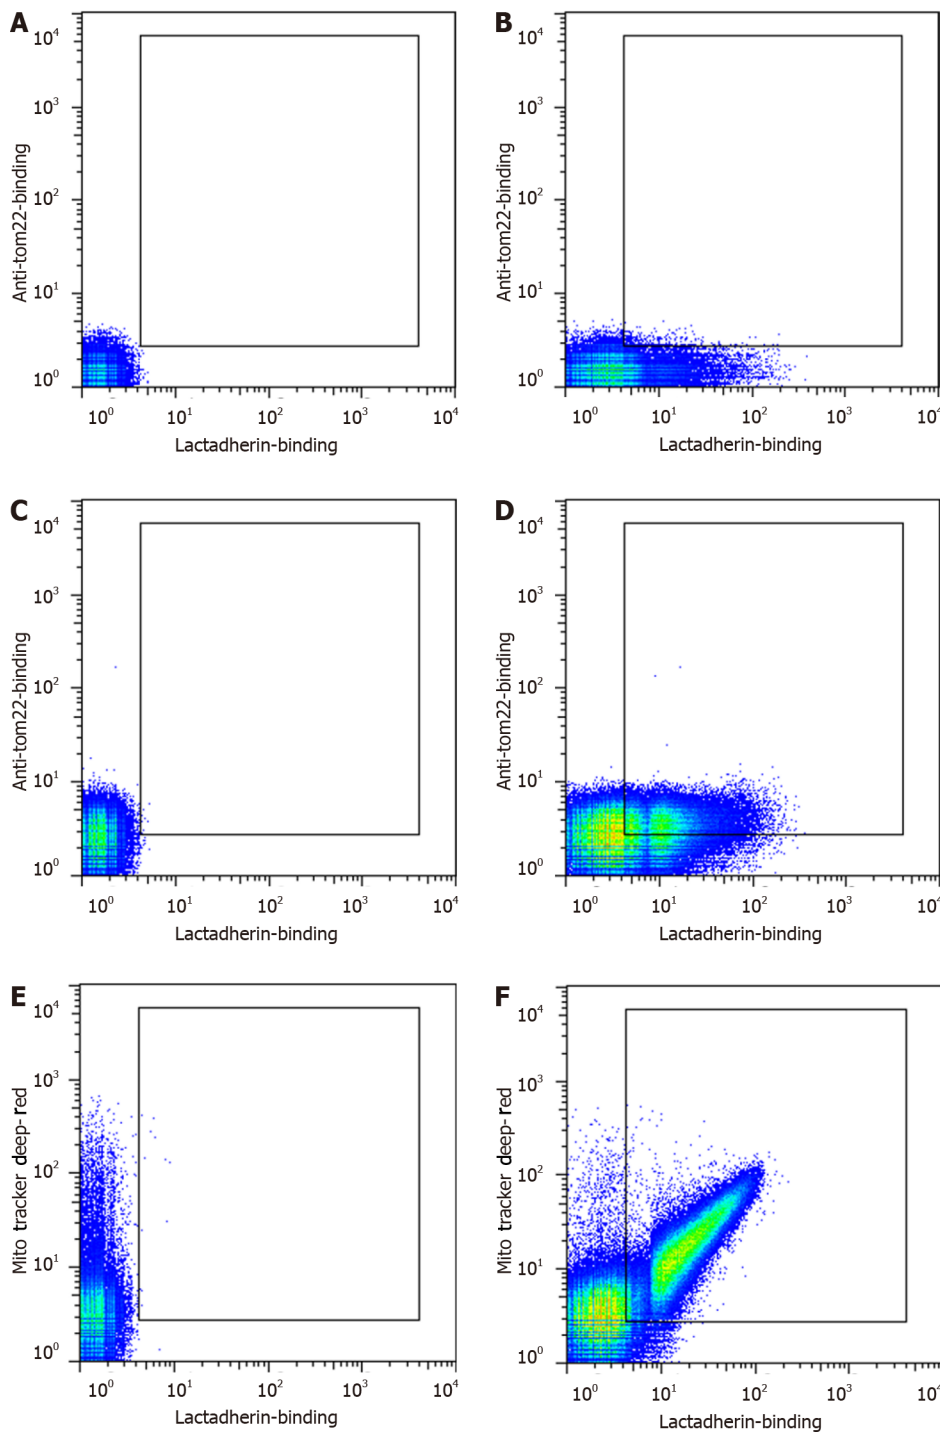 A
10⁴
10³
10²
10¹
10⁰
Anti-tom22-binding
10⁰ 10¹ 10² 10³ 10⁴
Lactadherin-binding
B
10⁴
10³
10²
10¹
10⁰
Anti-tom22-binding
10⁰ 10¹ 10² 10³ 10⁴
Lactadherin-binding
C
10⁴
10³
10²
10¹
10⁰
Anti-tom22-binding
10⁰ 10¹ 10² 10³ 10⁴
Lactadherin-binding
D
10⁴
10³
10²
10¹
10⁰
Anti-tom22-binding
10⁰ 10¹ 10² 10³ 10⁴
Lactadherin-binding
E
10⁴
10³
10²
10¹
10⁰
Mito tracker deep-red
10⁰ 10¹ 10² 10³ 10⁴
Lactadherin-binding
F
10⁴
10³
10²
10¹
10⁰
Mito tracker deep-red
10⁰ 10¹ 10² 10³ 10⁴
Lactadherin-binding